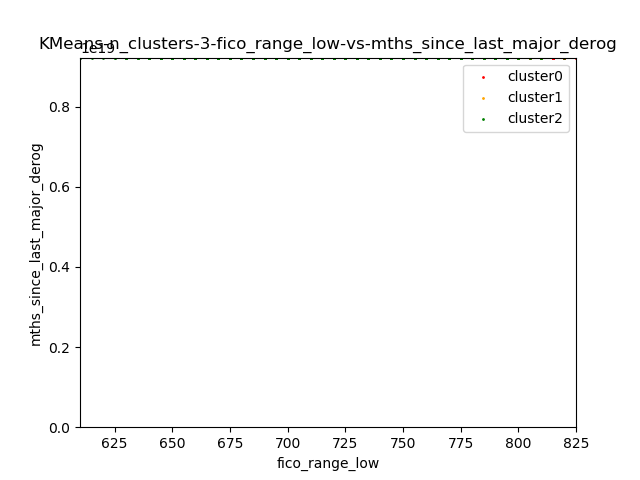 KMeans-n_clusters-3-fico_range_low-vs-mths_since_last_major_derog
1e19
cluster0
cluster1
cluster2
0.8
0.6
0.4
0.2
0.0
mths_since_last_major_derog
625 650 675 700 725 750 775 800 825
fico_range_low